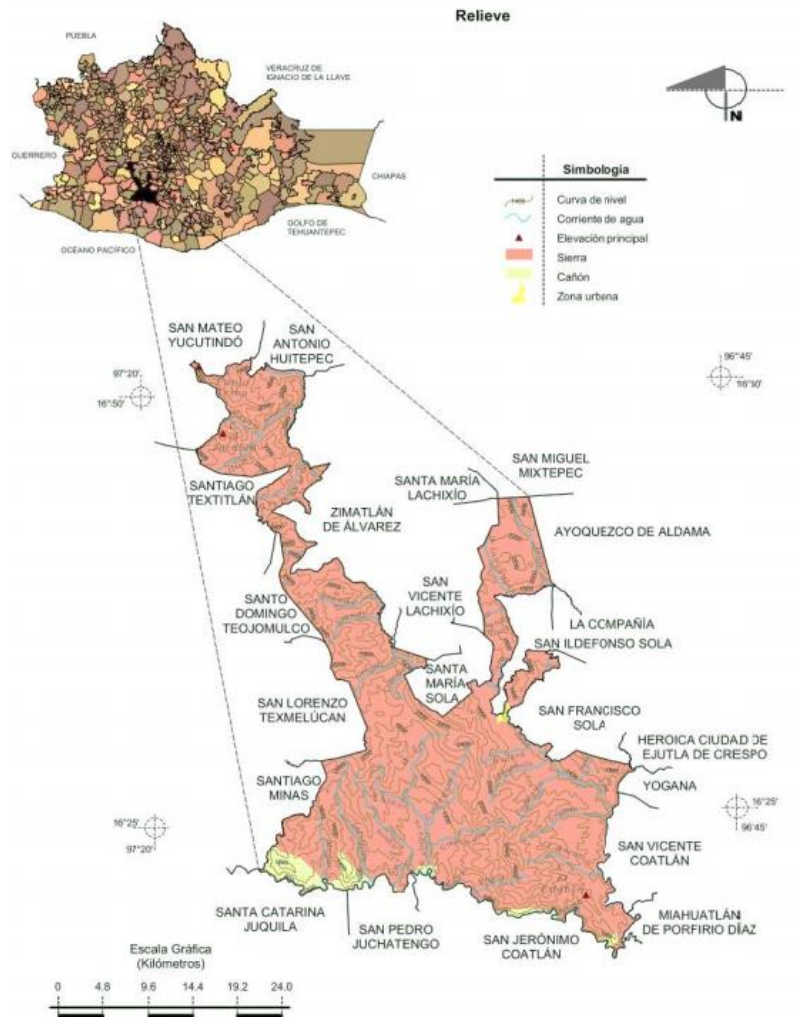 Relieve
PUEBLA
VERACRUZ DE
IGNACIO DE LA LLAVE
GUERRERO
CHIAPAS
GOLFO DE
TEHUANTEPEC
OCÉANO PACÍFICO
N
Simbología
Curva de nivel
Corriente de agua
Elevación principal
Sierra
Cañón
Zona urbana
SAN MATEO
YUCUTINDÓ
SAN
ANTONIO
HUITEPEC
97°20'
16°50'
96°45'
16°50'
SANTIAGO
TEXTITLÁN
ZIMATLÁN
DE ÁLVAREZ
SANTA MARÍA
LACHIXÍO
SAN MIGUEL
MIXTEPEC
AYOQUEZCO DE ALDAMA
SANTO
DOMINGO
TEOJOMULCO
SAN
VICENTE
LACHIXÍO
LA COMPAÑÍA
SAN ILDEFONSO SOLA
SANTA
MARÍA
SOLA
SAN LORENZO
TEXMELÚCAN
SAN FRANCISCO
SOLA
HEROICA CIUDAD DE
EJUTLA DE CRESPO
YOGANA
SANTIAGO
MINAS
16°25'
97°20'
16°25'
96°45'
SAN VICENTE
COATLÁN
SANTA CATARINA
JUQUILA
SAN PEDRO
JUCHATENGO
SAN JERÓNIMO
COATLÁN
MIAHUATLÁN
DE PORFIRIO DÍAZ
Escala Gráfica
(Kilómetros)
0 4.8 9.6 14.4 19.2 24.0